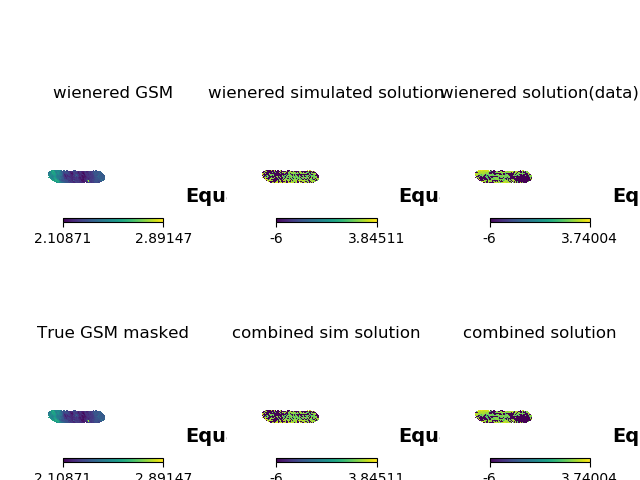 wienered GSM
wienered simulated solution
wienered solution(data)
Equ
Equ
Eq
2.10871 2.89147
-6 3.84511
-6 3.74004
True GSM masked
combined sim solution
combined solution
Equ
Equ
Eq
2.10871 2.89147
-6 3.84511
-6 3.74004